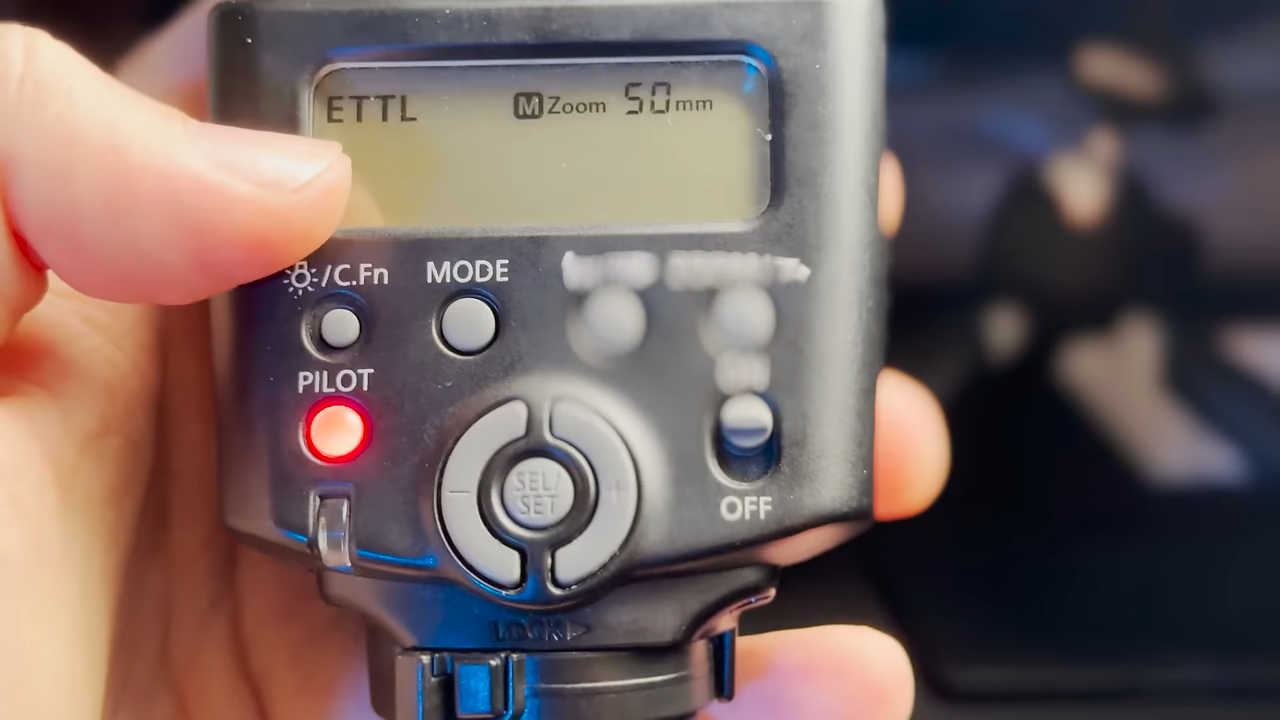 ETTL M Zoom 50mm
/C.Fn MODE
PILOT
SEL/
SET
OFF
LOCK